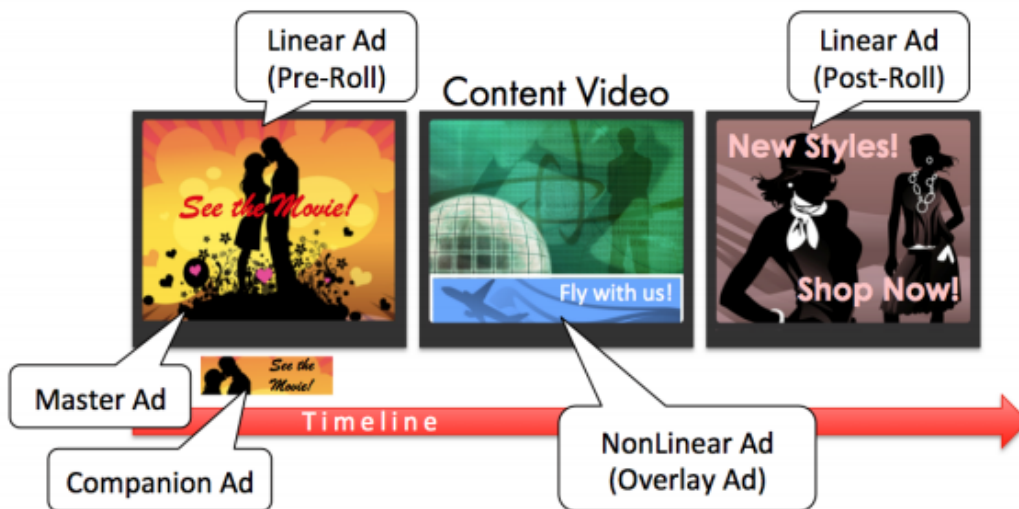 Linear Ad
(Pre-Roll)
Linear Ad
(Post-Roll)
Content Video
See the Movie!
Fly with us!
New Styles!
Shop Now!
Master Ad
See the
Movie!
Timeline
Companion Ad
NonLinear Ad
(Overlay Ad)